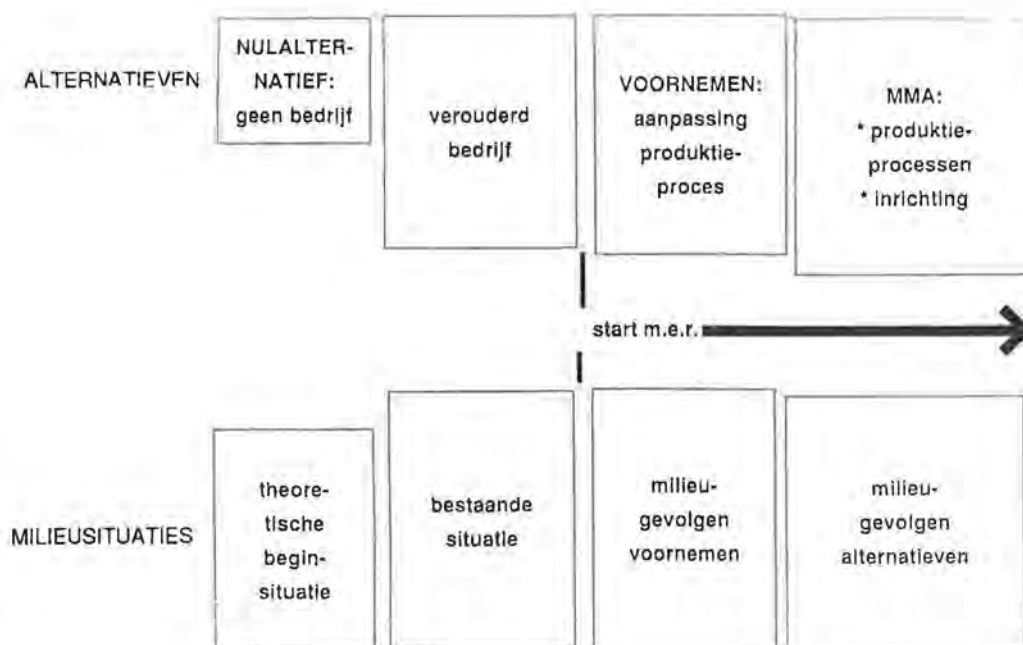 ALTERNATIEVEN
NULALTER-
NATIEF:
geen bedrijf
verouderd
bedrijf
VOORNEMEN:
aanpassing
produktie-
proces
MMA:
* produktie-
processen
* inrichting
start m.e.r.
MILIEUSITUATIES
theore-
tische
begin-
situatie
bestaande
situatie
milieu-
gevolgen
voornemen
milieu-
gevolgen
alternatieven